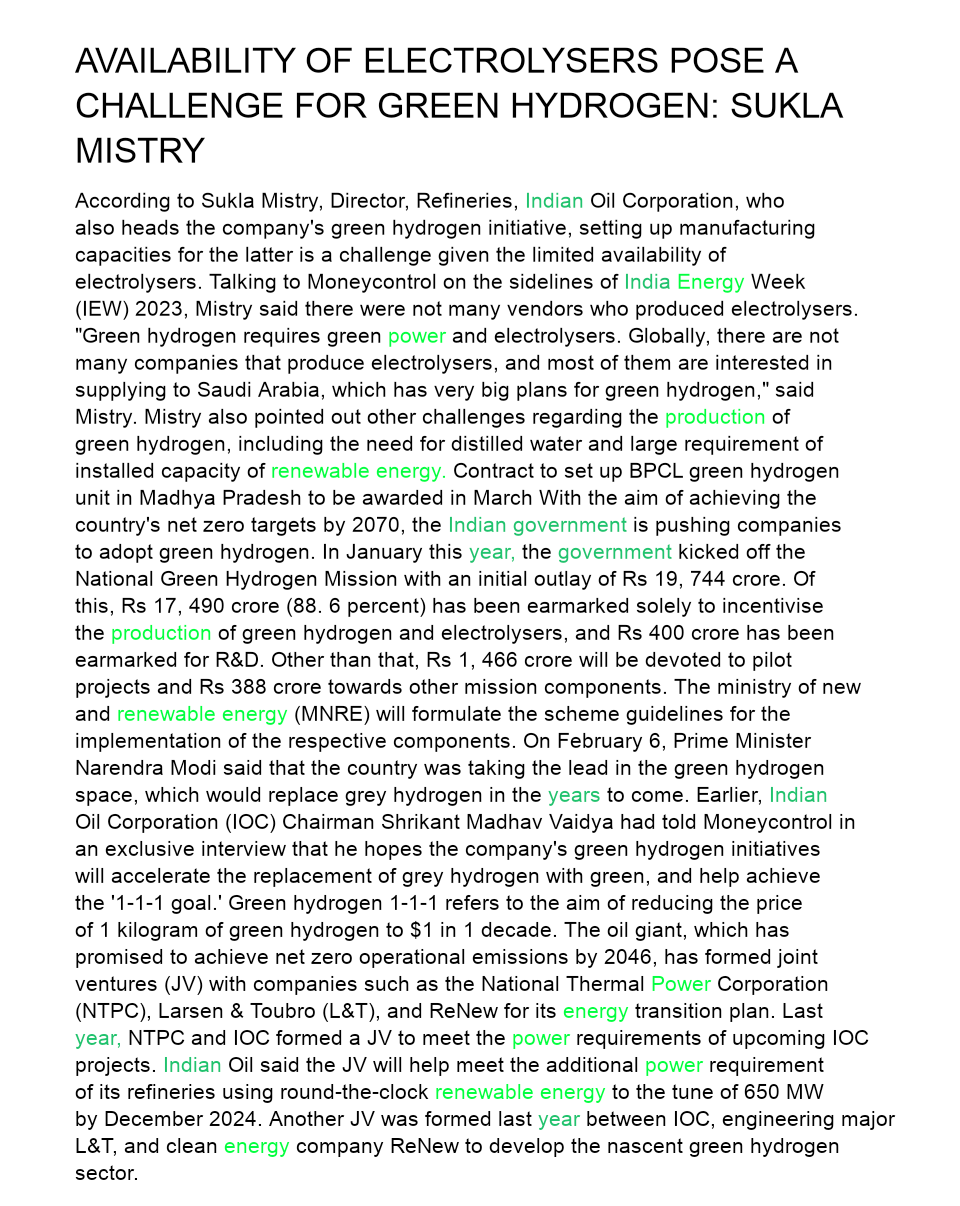 AVAILABILITY OF ELECTROLYSERS POSE A
CHALLENGE FOR GREEN HYDROGEN: SUKLA
MISTRY
According to Sukla Mistry, Director, Refineries, Indian Oil Corporation, who
also heads the company's green hydrogen initiative, setting up manufacturing
capacities for the latter is a challenge given the limited availability of
electrolysers. Talking to Moneycontrol on the sidelines of India Energy Week
(IEW) 2023, Mistry said there were not many vendors who produced electrolysers.
"Green hydrogen requires green power and electrolysers. Globally, there are not
many companies that produce electrolysers, and most of them are interested in
supplying to Saudi Arabia, which has very big plans for green hydrogen," said
Mistry. Mistry also pointed out other challenges regarding the production of
green hydrogen, including the need for distilled water and large requirement of
installed capacity of renewable energy. Contract to set up BPCL green hydrogen
unit in Madhya Pradesh to be awarded in March With the aim of achieving the
country's net zero targets by 2070, the Indian government is pushing companies
to adopt green hydrogen. In January this year, the government kicked off the
National Green Hydrogen Mission with an initial outlay of Rs 19, 744 crore. Of
this, Rs 17, 490 crore (88. 6 percent) has been earmarked solely to incentivise
the production of green hydrogen and electrolysers, and Rs 400 crore has been
earmarked for R&D. Other than that, Rs 1, 466 crore will be devoted to pilot
projects and Rs 388 crore towards other mission components. The ministry of new
and renewable energy (MNRE) will formulate the scheme guidelines for the
implementation of the respective components. On February 6, Prime Minister
Narendra Modi said that the country was taking the lead in the green hydrogen
space, which would replace grey hydrogen in the years to come. Earlier, Indian
Oil Corporation (IOC) Chairman Shrikant Madhav Vaidya had told Moneycontrol in
an exclusive interview that he hopes the company's green hydrogen initiatives
will accelerate the replacement of grey hydrogen with green, and help achieve
the '1-1-1 goal.' Green hydrogen 1-1-1 refers to the aim of reducing the price
of 1 kilogram of green hydrogen to $1 in 1 decade. The oil giant, which has
promised to achieve net zero operational emissions by 2046, has formed joint
ventures (JV) with companies such as the National Thermal Power Corporation
(NTPC), Larsen & Toubro (L&T), and ReNew for its energy transition plan. Last
year, NTPC and IOC formed a JV to meet the power requirements of upcoming IOC
projects. Indian Oil said the JV will help meet the additional power requirement
of its refineries using round-the-clock renewable energy to the tune of 650 MW
by December 2024. Another JV was formed last year between IOC, engineering major
L&T, and clean energy company ReNew to develop the nascent green hydrogen
sector.